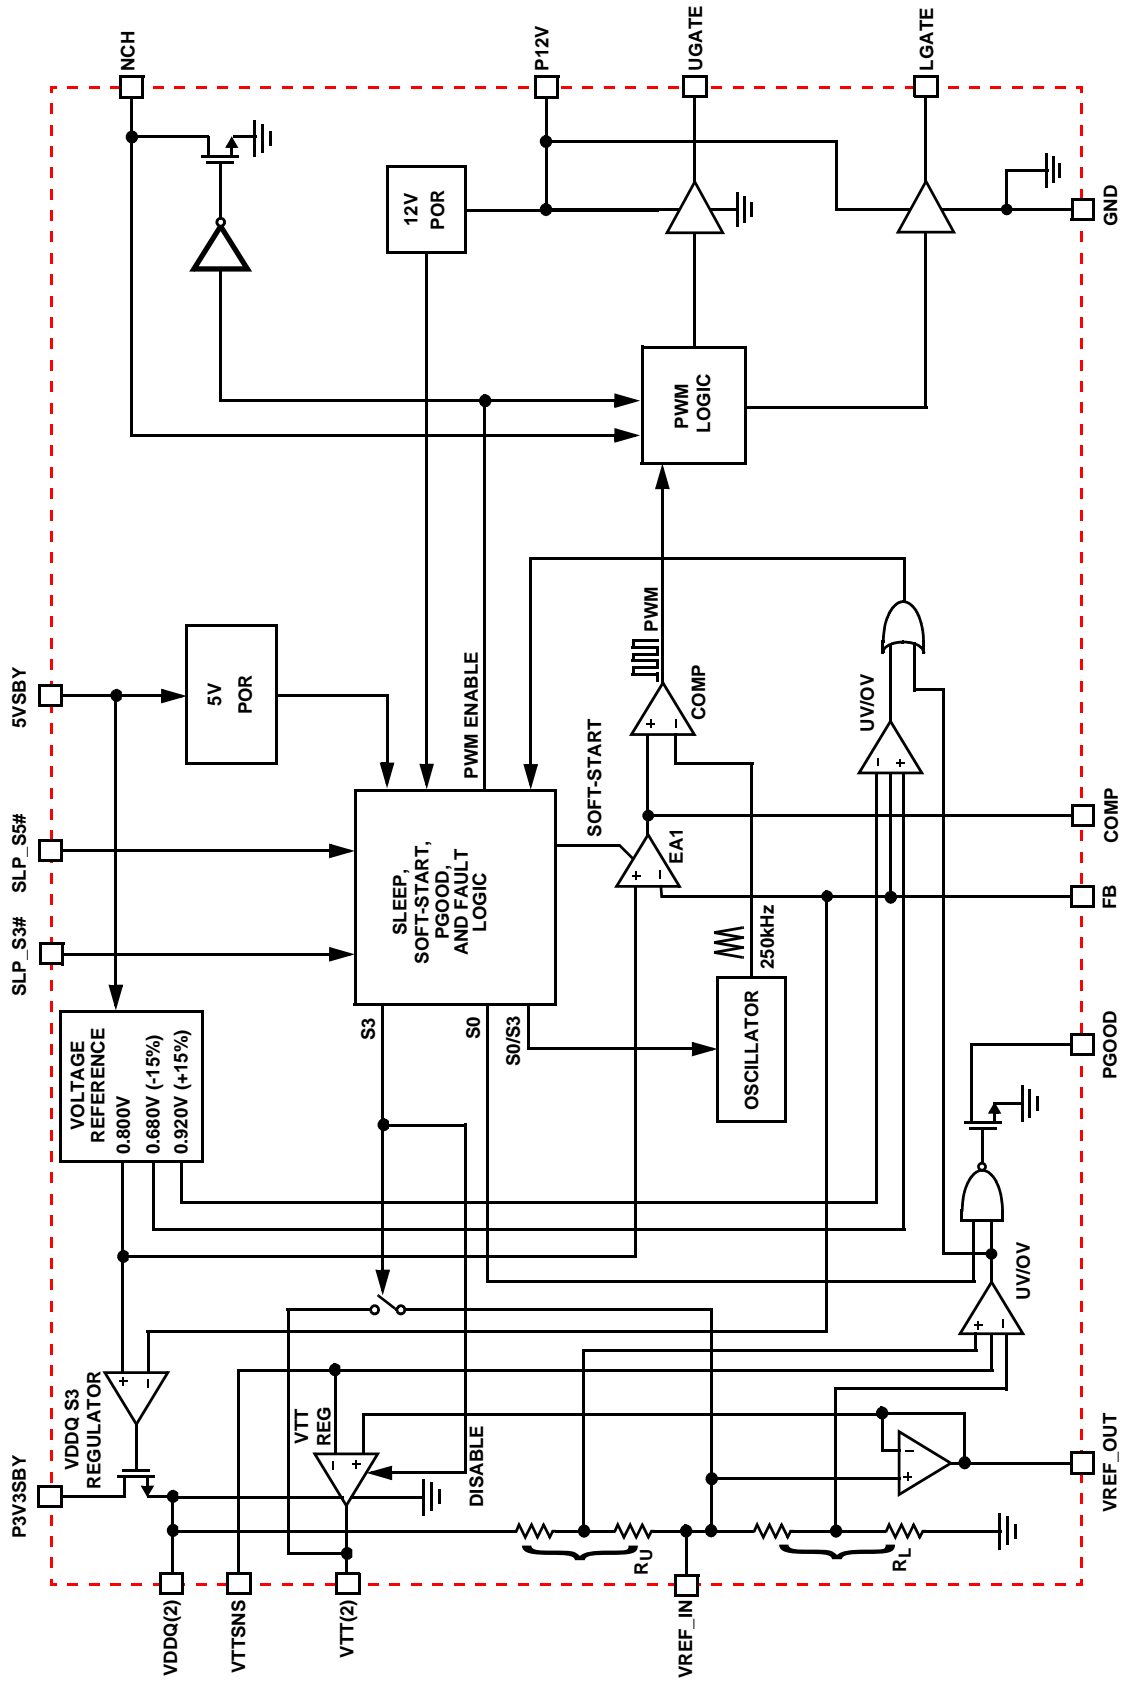 NCH
P12V
UGATE
LGATE
12V
POR
GND
PWM
LOGIC
5VSBY
5V
POR
PWM ENABLE
PWM
COMP
UV/OV
SOFT-START
SLP_S5#
SLP_S3#
SLEEP,
SOFT-START,
PGOOD,
AND FAULT
LOGIC
EA1
COMP
FB
250kHz
OSCILLATOR
S3
S0
S0/S3
VOLTAGE
REFERENCE
0.800V
0.680V (-15%)
0.920V (+15%)
PGOOD
UV/OV
VDDQ S3
REGULATOR
P3V3SBY
VTT
REG
DISABLE
VREF_OUT
RU
RL
VDDQ(2)
VTTSNS
VTT(2)
VREF_IN